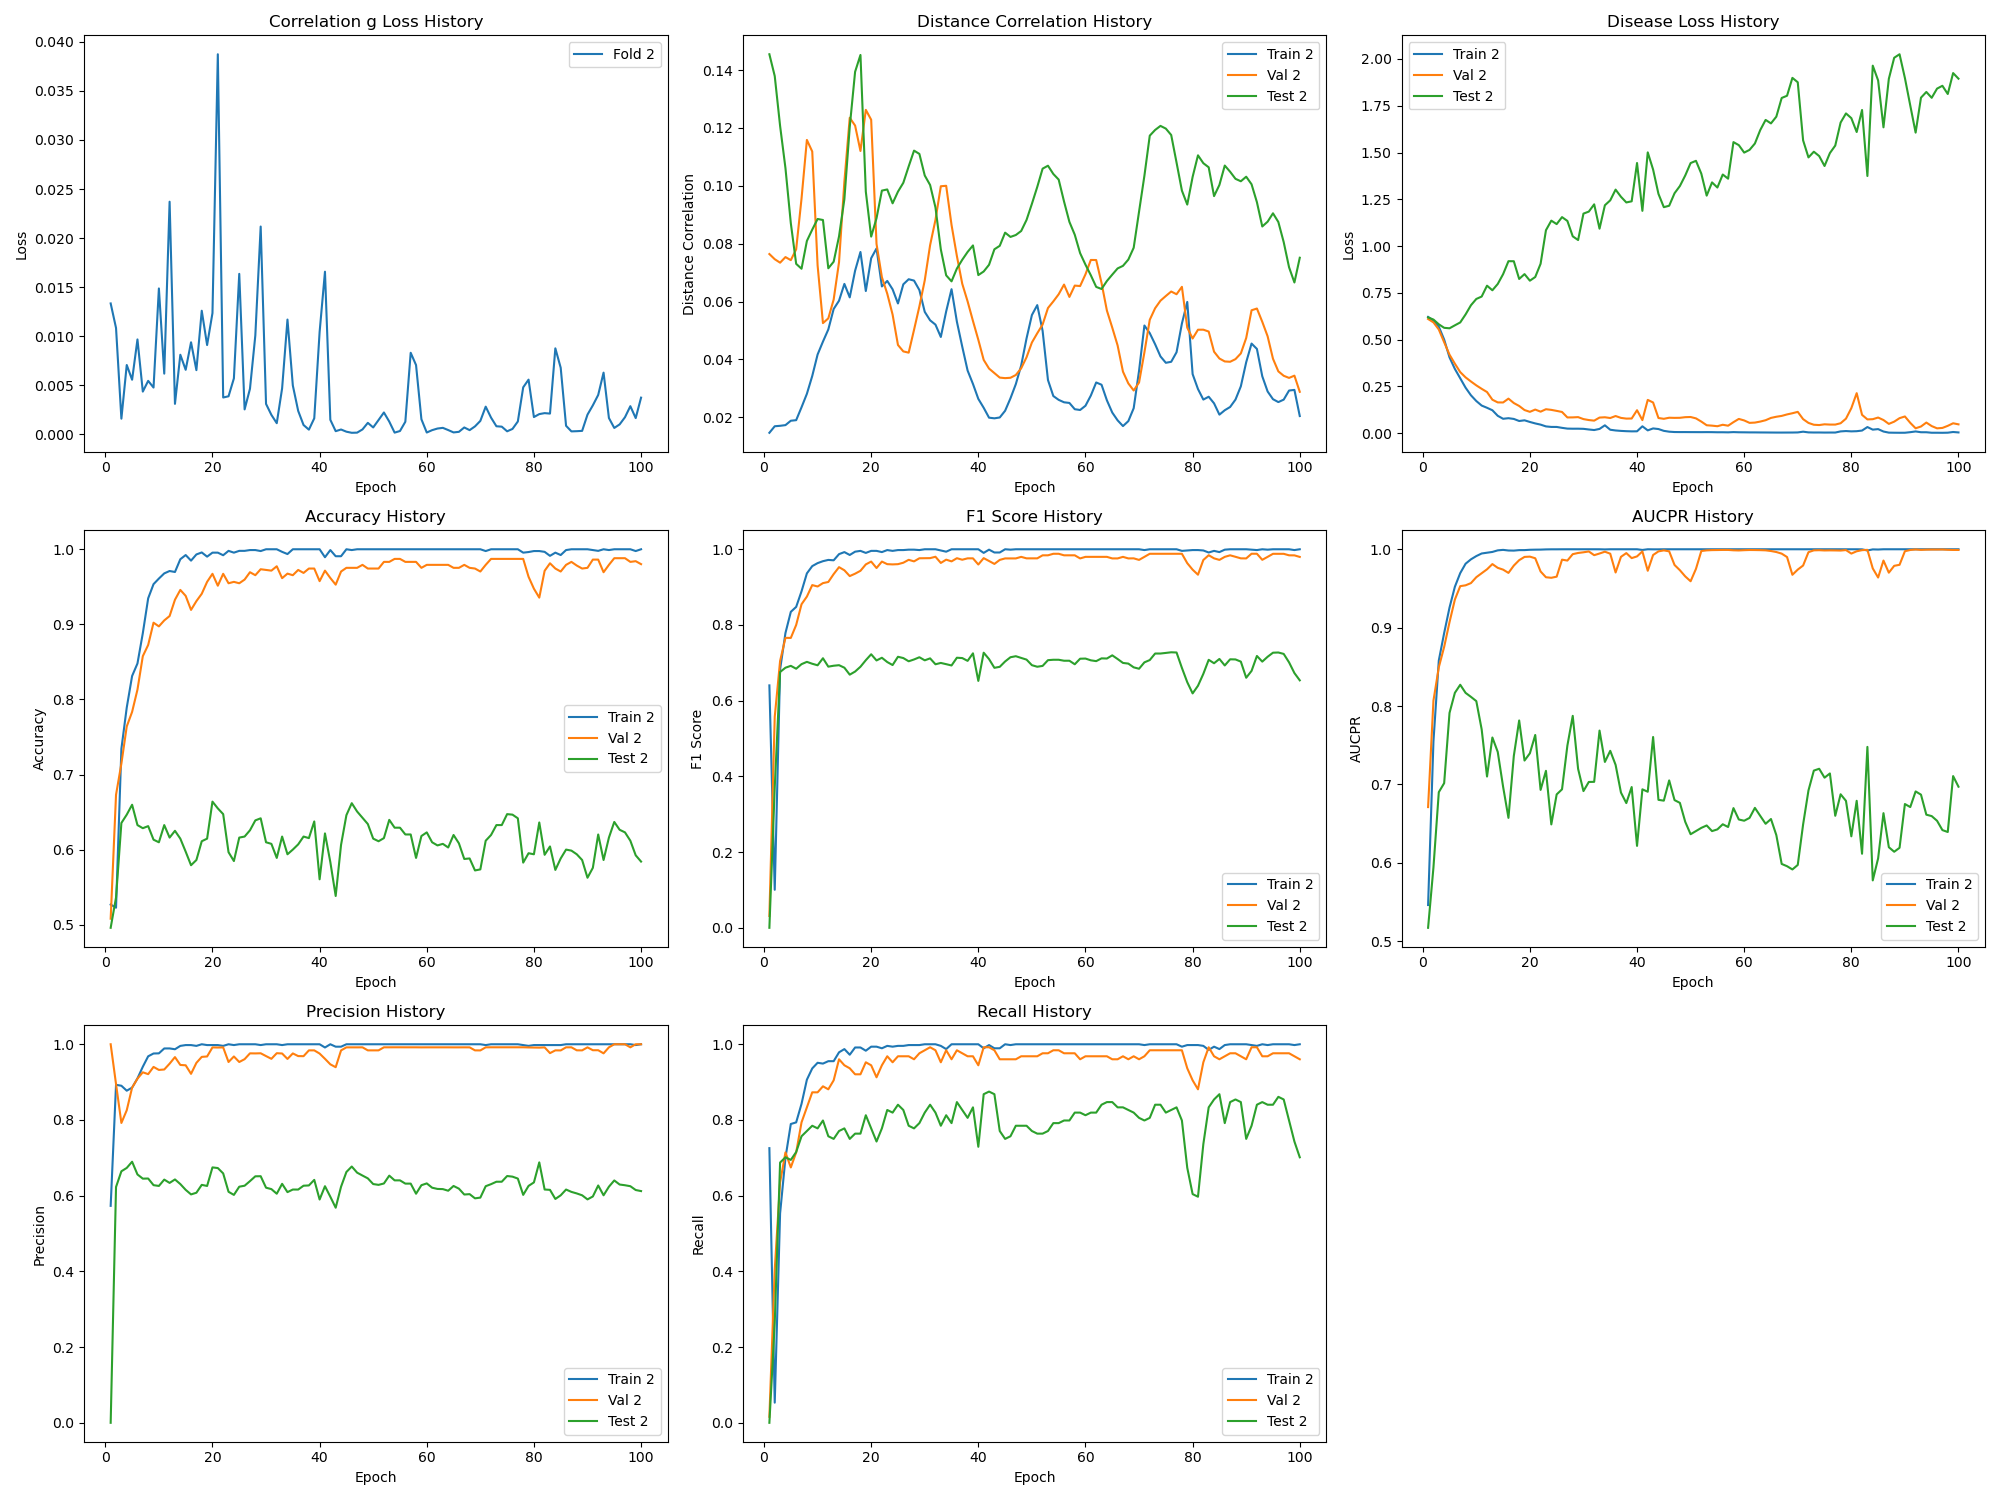 Correlation g Loss History
Loss
0.040
0.035
0.030
0.025
0.020
0.015
0.010
0.005
0.000
Fold 2
0 20 40 60 80 100
Epoch
Distance Correlation History
Distance Correlation
0.14
0.12
0.10
0.08
0.06
0.04
0.02
Train 2
Val 2
Test 2
0 20 40 60 80 100
Epoch
Disease Loss History
Loss
2.00
1.75
1.50
1.25
1.00
0.75
0.50
0.25
0.00
Train 2
Val 2
Test 2
0 20 40 60 80 100
Epoch
Accuracy History
Accuracy
1.0
0.9
0.8
0.7
0.6
0.5
Train 2
Val 2
Test 2
0 20 40 60 80 100
Epoch
F1 Score History
F1 Score
1.0
0.8
0.6
0.4
0.2
0.0
Train 2
Val 2
Test 2
0 20 40 60 80 100
Epoch
AUCPR History
AUCPR
1.0
0.9
0.8
0.7
0.6
0.5
Train 2
Val 2
Test 2
0 20 40 60 80 100
Epoch
Precision History
Precision
1.0
0.8
0.6
0.4
0.2
0.0
Train 2
Val 2
Test 2
0 20 40 60 80 100
Epoch
Recall History
Recall
1.0
0.8
0.6
0.4
0.2
0.0
Train 2
Val 2
Test 2
0 20 40 60 80 100
Epoch